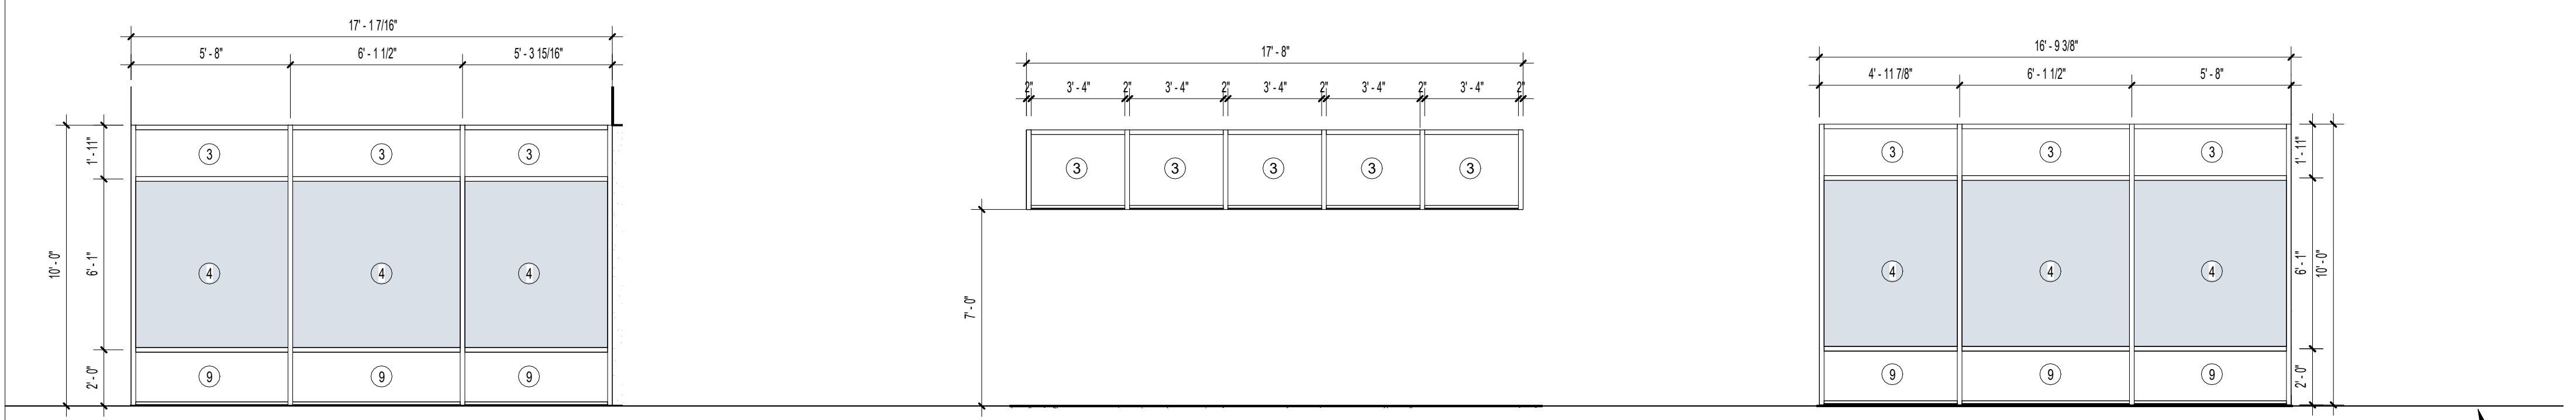 17' - 1 7/16"
5' - 8" 6' - 1 1/2" 5' - 3 15/16"
1' - 11"
3 3 3
10' - 0"
6' - 1"
4 4 4
2' - 0"
9 9 9
17' - 8"
2" 3' - 4" 2" 3' - 4" 2" 3' - 4" 2" 3' - 4" 2" 3' - 4" 2"
3 3 3 3 3
7' - 0"
16' - 9 3/8"
4' - 11 7/8" 6' - 1 1/2" 5' - 8"
3 3 3
1' - 11"
4 4 4
6' - 1"
10' - 0"
9 9 9
2' - 0"